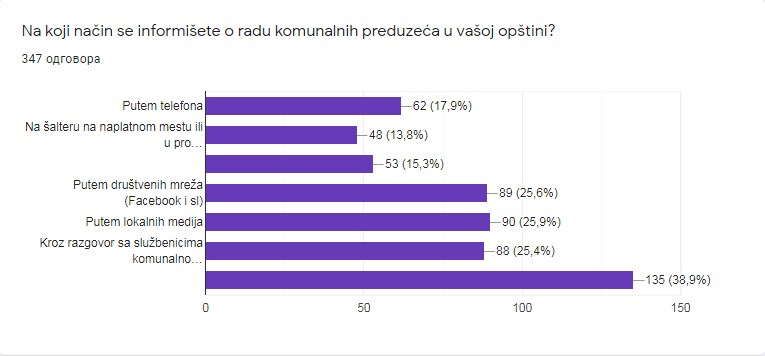 Na koji način se informišete o radu komunalnih preduzeća u vašoj opštini?
347 одговора
Putem telefona
62 (17,9%)
Na šalteru na naplatnom mestu ili
u pro…
48 (13,8%)
53 (15,3%)
Putem društvenih mreža
(Facebook i sl)
89 (25,6%)
Putem lokalnih medija
90 (25,9%)
Kroz razgovor sa službenicima
komunalno…
88 (25,4%)
135 (38,9%)
0
50
100
150